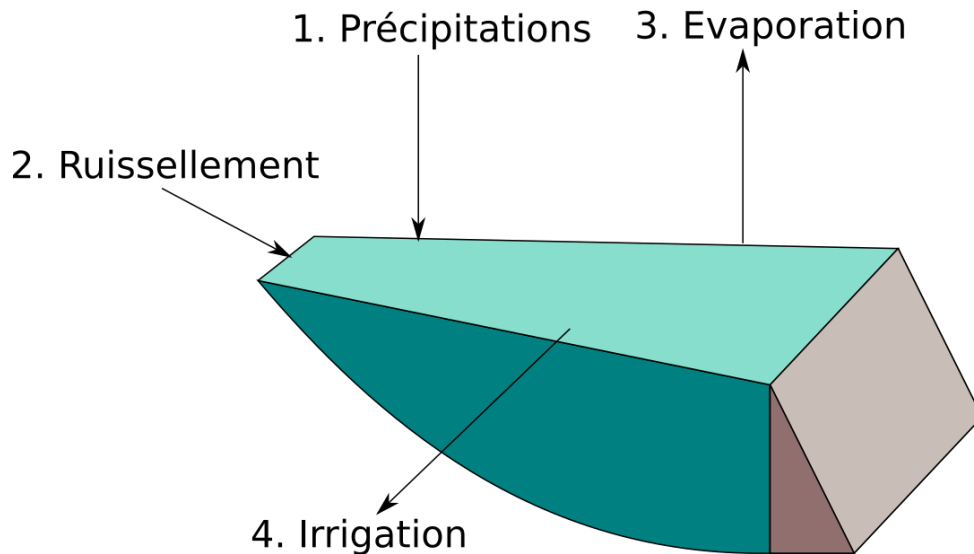 1. Précipitations
3. Evaporation
2. Ruissellement
4. Irrigation